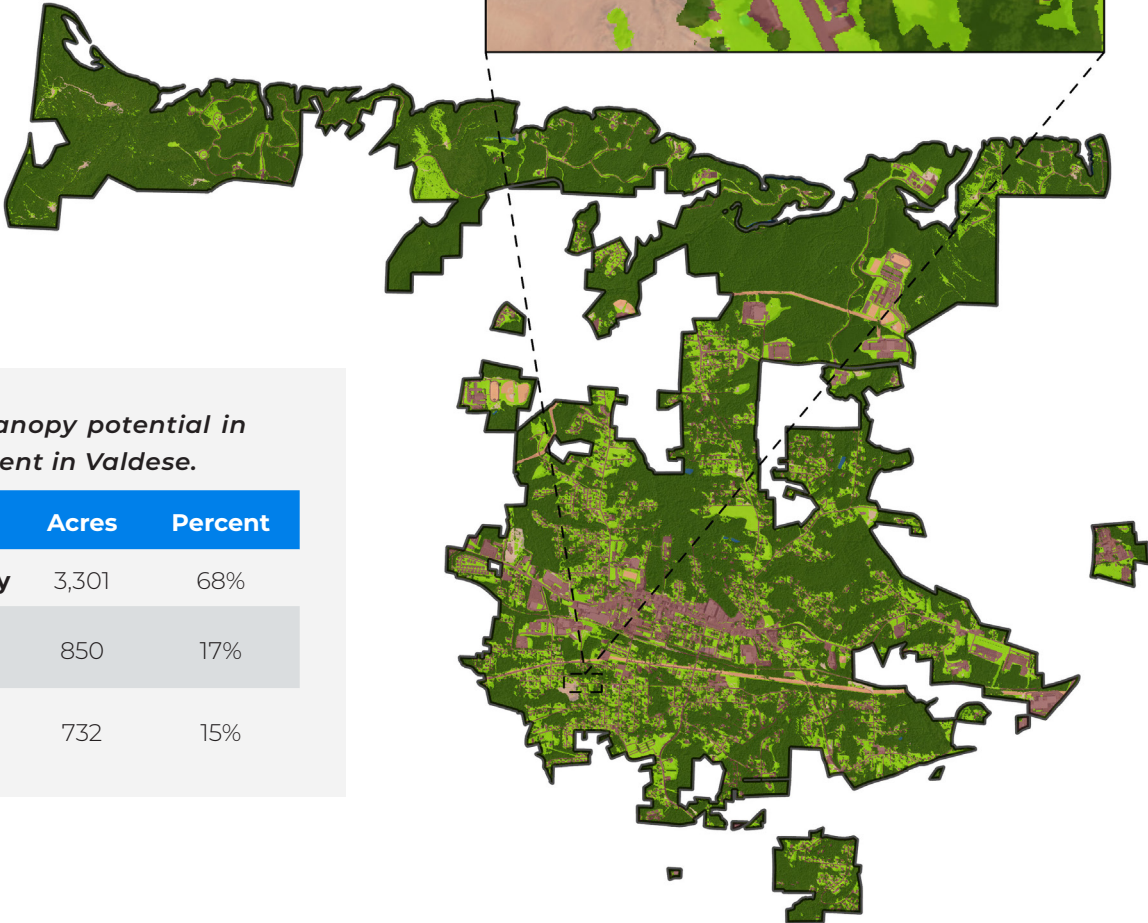 anopy potential in
ent in Valdese.
Acres Percent
y 3,301 68%
850 17%
732 15%